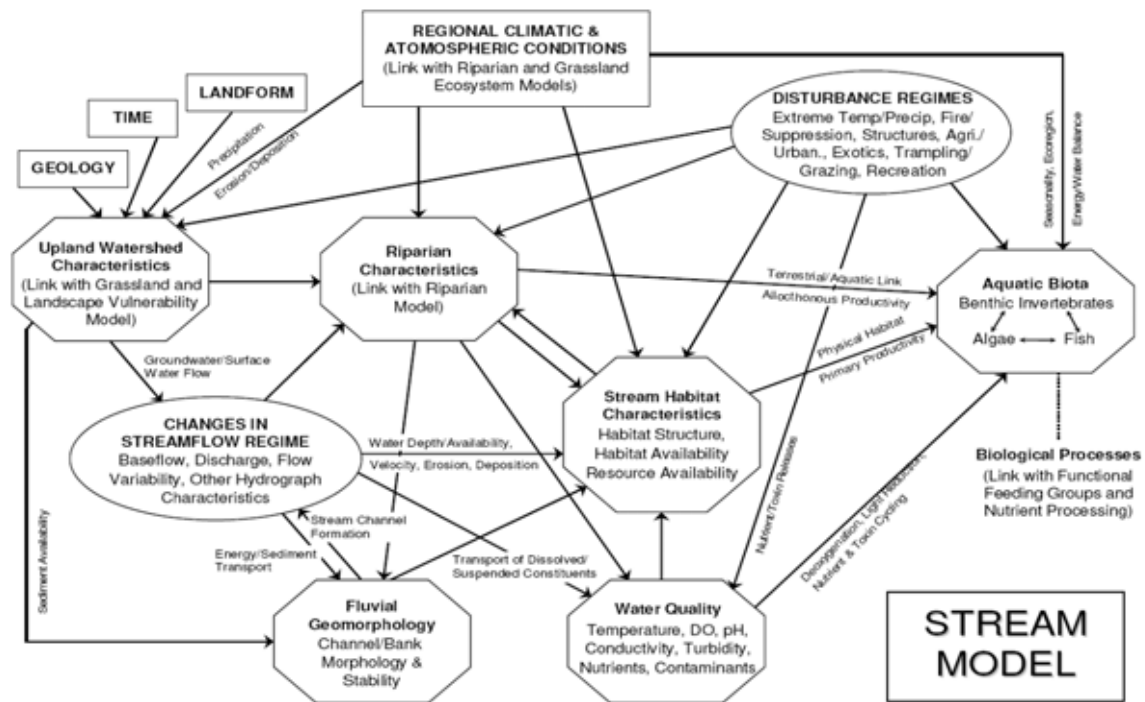 REGIONAL CLIMATIC &
ATOMOSPHERIC CONDITIONS
(Link with Riparian and Grassland
Ecosystem Models)
LANDFORM
TIME
GEOLOGY
Precipitation
Erosion/Deposition
DISTURBANCE REGIMES
Extreme Temp/Precip, Fire/
Suppression, Structures, Agri./
Urban., Exotics, Trampling/
Grazing, Recreation
Seasonality, Ecoregion,
Energy/Water Balance
Upland Watershed
Characteristics
(Link with Grassland and
Landscape Vulnerability
Model)
Riparian
Characteristics
(Link with Riparian
Model)
Terrestrial/Aquatic Link
Allocthonous Productivity
Aquatic Biota
Benthic Invertebrates
Algae
Fish
Groundwater/Surface
Water Flow
Physical Habitat
Primary Productivity
CHANGES IN
STREAMFLOW REGIME
Baseflow, Discharge, Flow
Variability, Other Hydrograph
Characteristics
Water Depth/Availability,
Velocity, Erosion, Deposition
Stream Habitat
Characteristics
Habitat Structure,
Habitat Availability
Resource Availability
Biological Processes
(Link with Functional
Feeding Groups and
Nutrient Processing)
Nutrient/Toxin Retension
Deoxgenation, Light Reduction,
Nutrient & Toxin Cycling
Sediment Availability
Stream Channel
Formation
Energy/Sediment
Transport
Transport of Dissolved/
Suspended Constituents
Fluvial
Geomorphology
Channel/Bank
Morphology &
Stability
Water Quality
Temperature, DO, pH,
Conductivity, Turbidity,
Nutrients, Contaminants
STREAM
MODEL